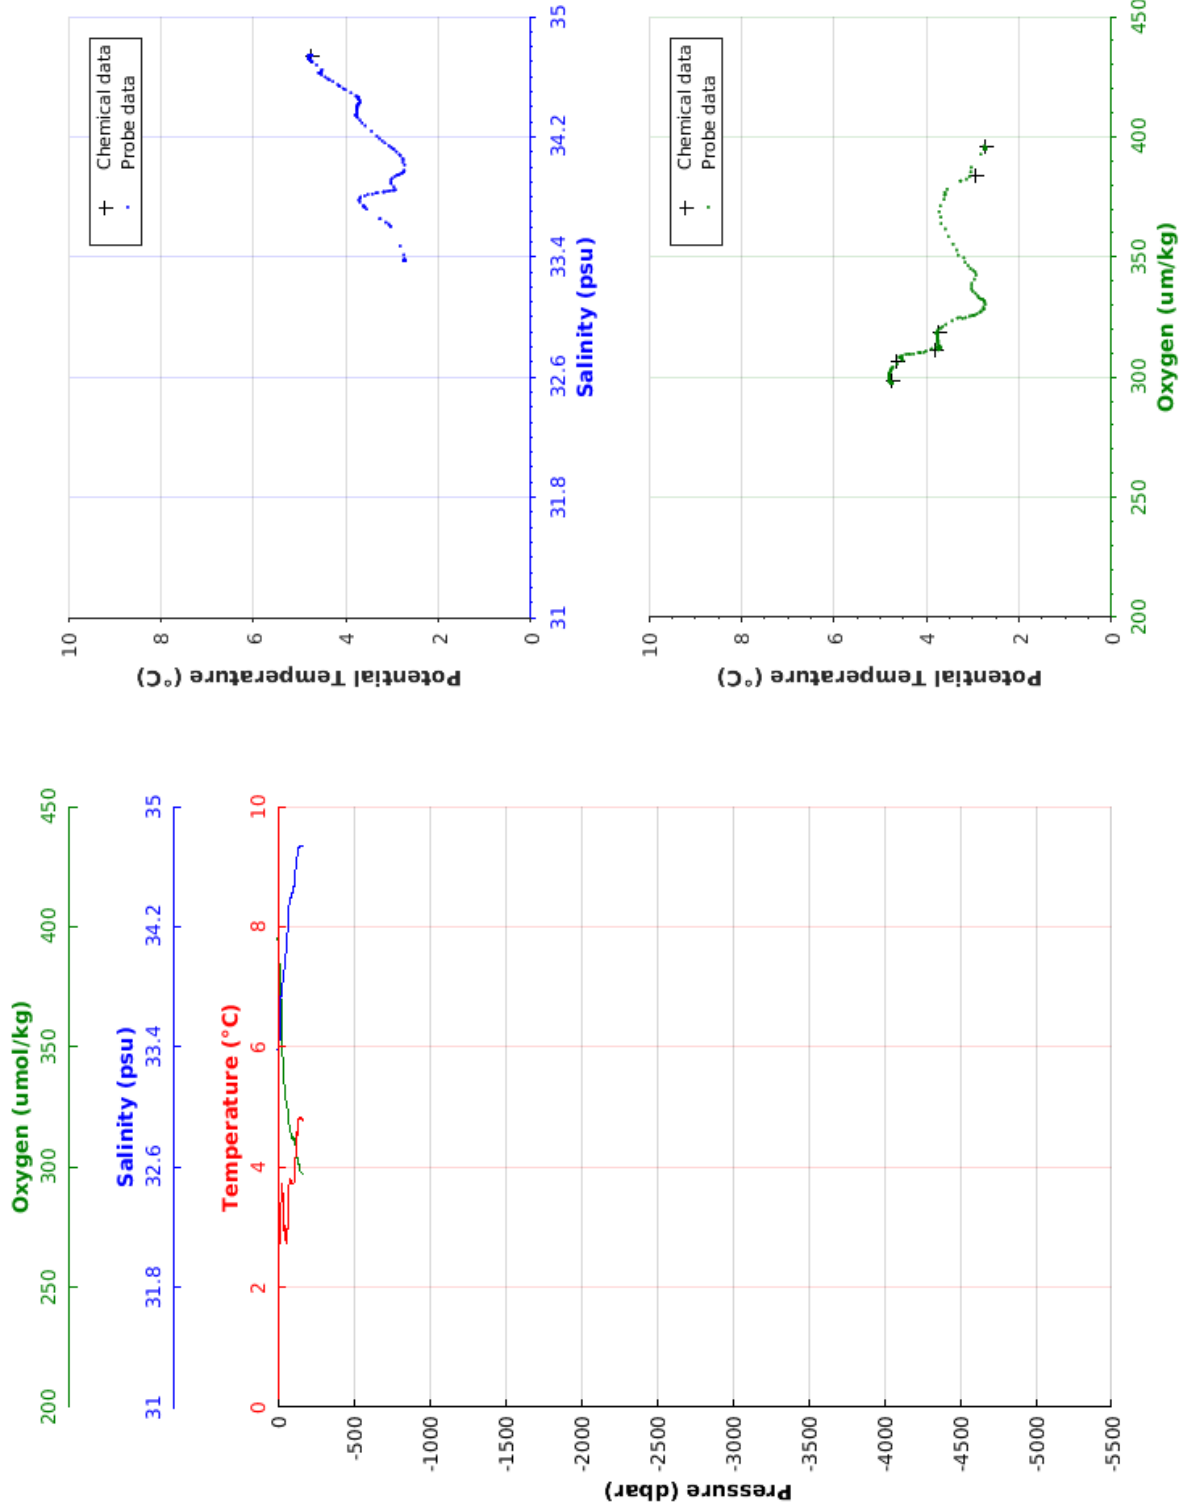 Oxygen (umol/kg)
200 250 300 350 400 450
Salinity (psu)
31 31.8 32.6 33.4 34.2 35
Temperature (°C)
0 2 4 6 8 10
Pressure (dbar)
0
-500
-1000
-1500
-2000
-2500
-3000
-3500
-4000
-4500
-5000
-5500
Potential Temperature (°C)
10
8
6
4
2
0
Chemical data
Probe data
31 31.8 32.6 33.4 34.2 35
Salinity (psu)
Potential Temperature (°C)
10
8
6
4
2
0
Chemical data
Probe data
200 250 300 350 400 450
Oxygen (um/kg)